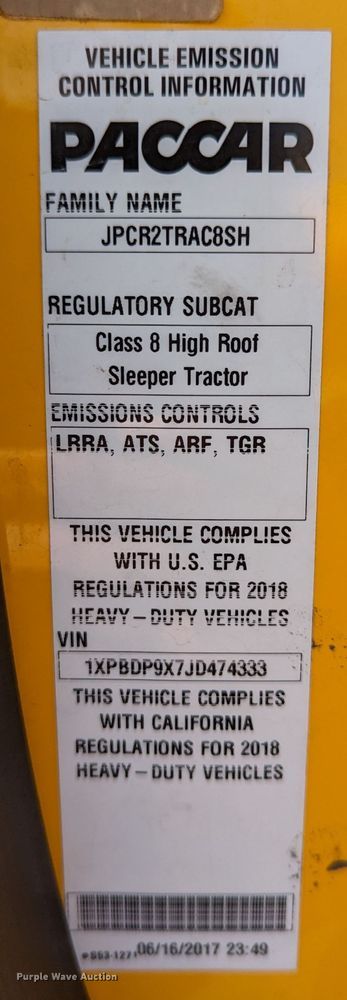 VEHICLE EMISSION
CONTROL INFORMATION
PACCAR
FAMILY NAME
JPCR2TRAC8SH
REGULATORY SUBCAT
Class 8 High Roof
Sleeper Tractor
EMISSIONS CONTROLS
LRRA, ATS, ARF, TGR
THIS VEHICLE COMPLIES
WITH U.S. EPA
REGULATIONS FOR 2018
HEAVY-DUTY VEHICLES
VIN
1XPBDP9X7JD474333
THIS VEHICLE COMPLIES
WITH CALIFORNIA
REGULATIONS FOR 2018
HEAVY-DUTY VEHICLES
06/16/2017 23:49
Purple Wave Auction